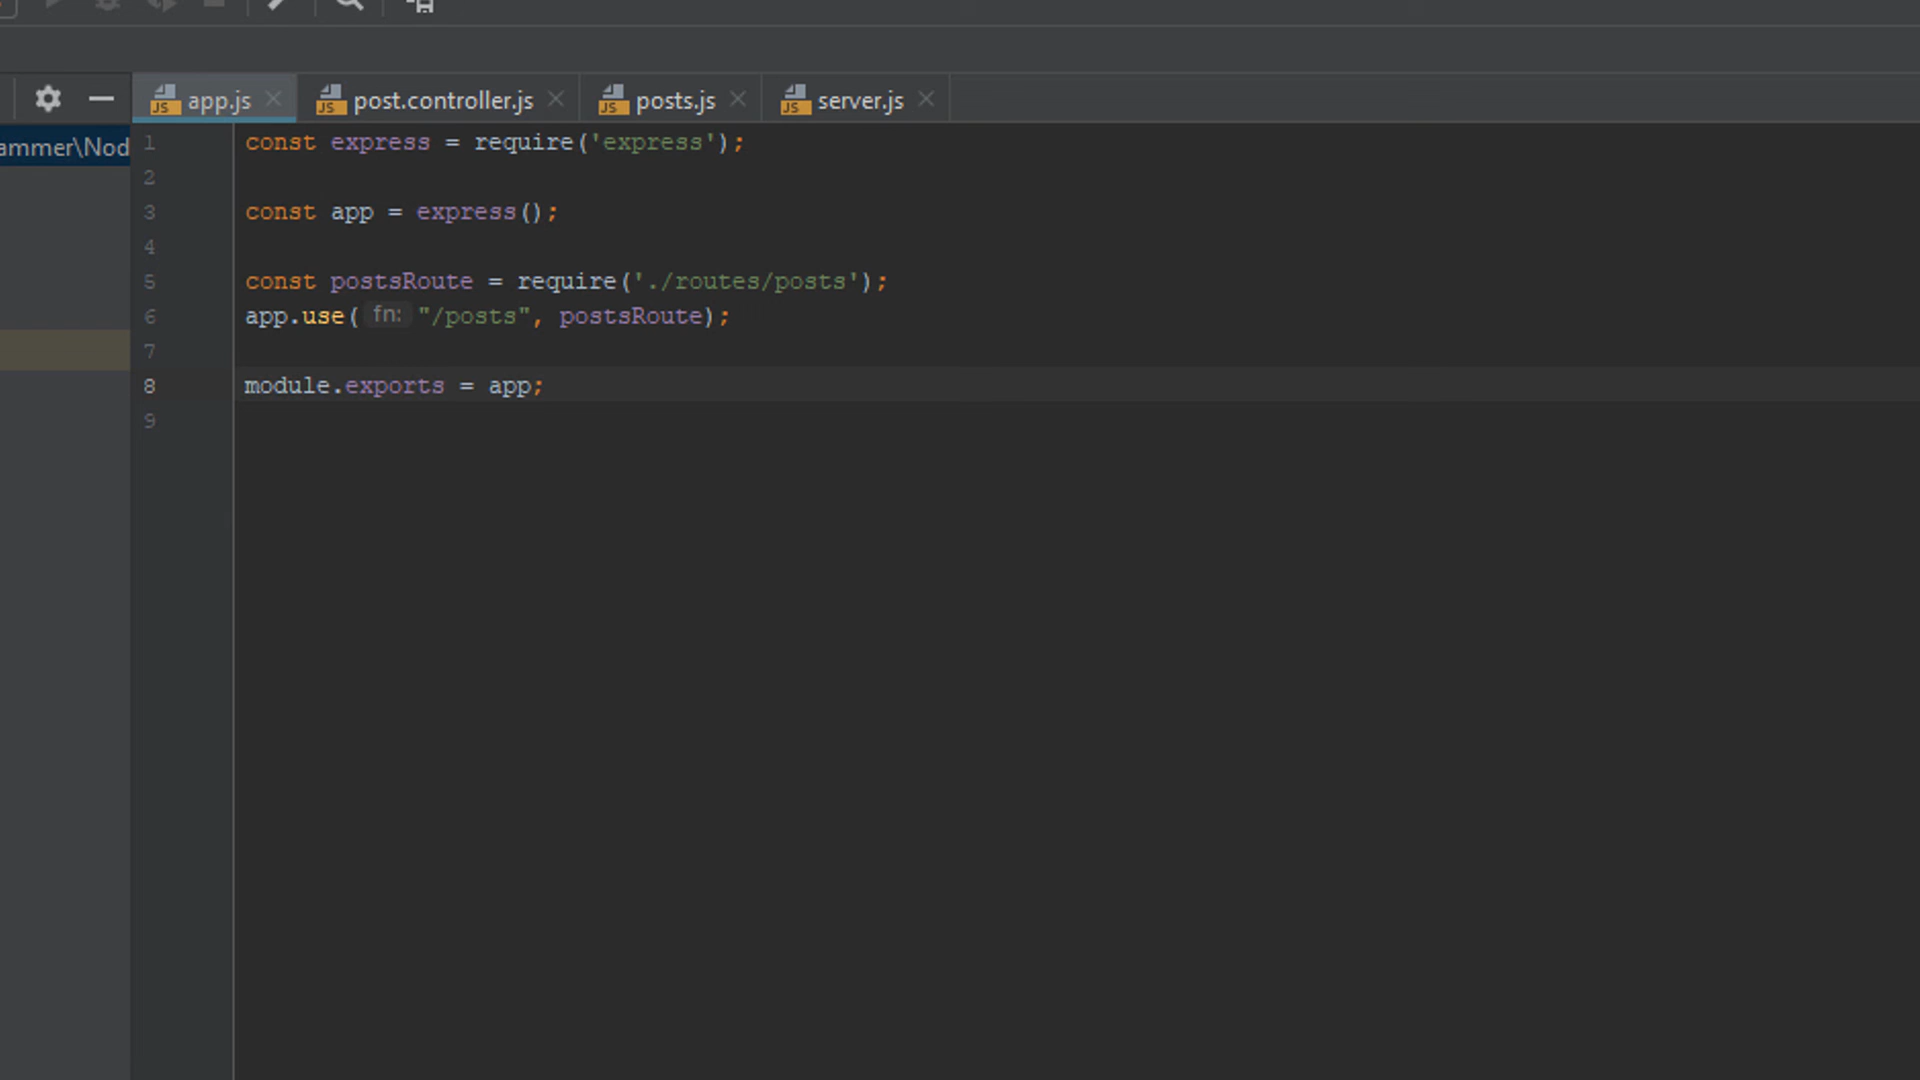 app.js post.controller.js posts.js server.js
ammer\Nod
1 const express = require('express');
2
3 const app = express();
4
5 const postsRoute = require('./routes/posts');
6 app.use( fn: "/posts", postsRoute);
7
8 module.exports = app;
9